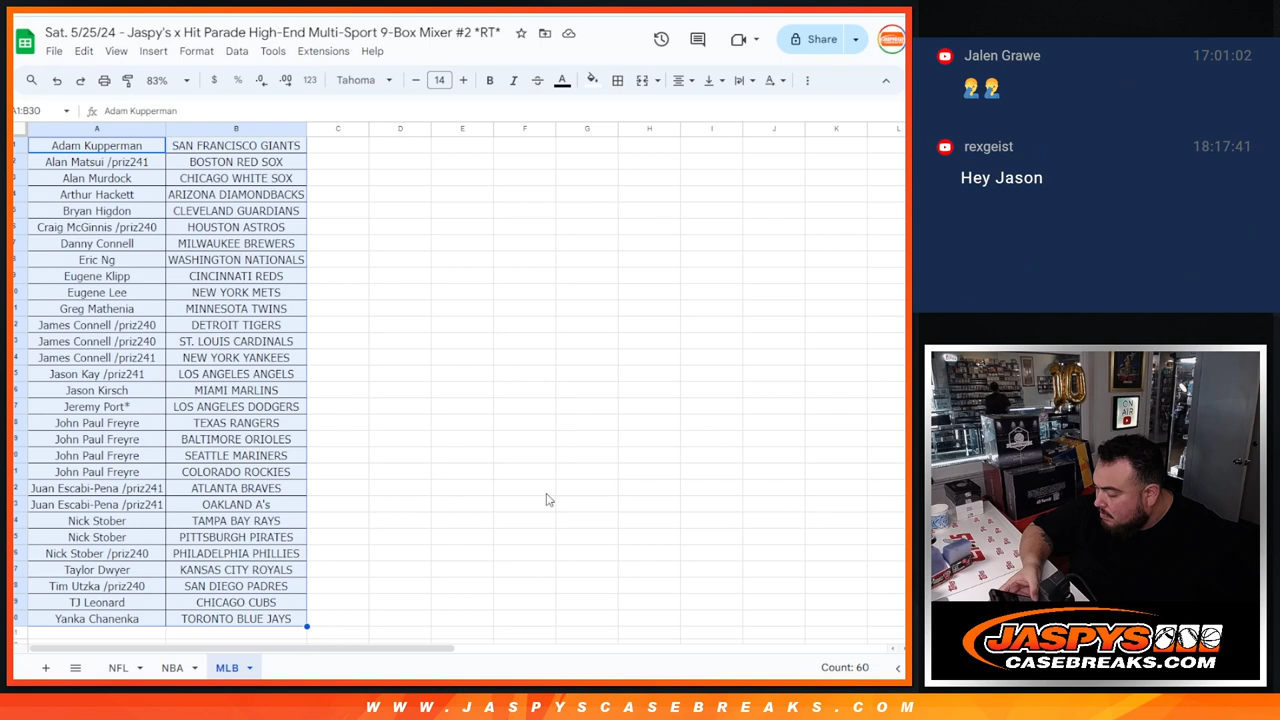 Sat. 5/25/24 - Jaspy's x Hit Parade High-End Multi-Sport 9-Box Mixer #2 *RT*
Share
File Edit View Insert Format Data Tools Extensions Help
83% $ % .0 .00 123 Tahoma 14 B I A
A1:B30 fx Adam Kupperman
A B C D E F G H I J K L
Adam Kupperman SAN FRANCISCO GIANTS
Alan Matsui /priz241 BOSTON RED SOX
Alan Murdock CHICAGO WHITE SOX
Arthur Hackett ARIZONA DIAMONDBACKS
Bryan Higdon CLEVELAND GUARDIANS
Craig McGinnis /priz240 HOUSTON ASTROS
Danny Connell MILWAUKEE BREWERS
Eric Ng WASHINGTON NATIONALS
Eugene Klipp CINCINNATI REDS
Eugene Lee NEW YORK METS
Greg Mathenia MINNESOTA TWINS
James Connell /priz240 DETROIT TIGERS
James Connell /priz240 ST. LOUIS CARDINALS
James Connell /priz241 NEW YORK YANKEES
Jason Kay /priz241 LOS ANGELES ANGELS
Jason Kirsch MIAMI MARLINS
Jeremy Port* LOS ANGELES DODGERS
John Paul Freyre TEXAS RANGERS
John Paul Freyre BALTIMORE ORIOLES
John Paul Freyre SEATTLE MARINERS
John Paul Freyre COLORADO ROCKIES
Juan Escabi-Pena /priz241 ATLANTA BRAVES
Juan Escabi-Pena /priz241 OAKLAND A's
Nick Stober TAMPA BAY RAYS
Nick Stober PITTSBURGH PIRATES
Nick Stober /priz240 PHILADELPHIA PHILLIES
Taylor Dwyer KANSAS CITY ROYALS
Tim Utzka /priz240 SAN DIEGO PADRES
TJ Leonard CHICAGO CUBS
Yanka Chanenka TORONTO BLUE JAYS
NFL NBA MLB Count: 60
Jalen Grawe 17:01:02
rexgeist 18:17:41
Hey Jason
10
ON AIR
JASPYS
CASEBREAKS.COM
WWW.JASPYSCASEBREAKS.COM